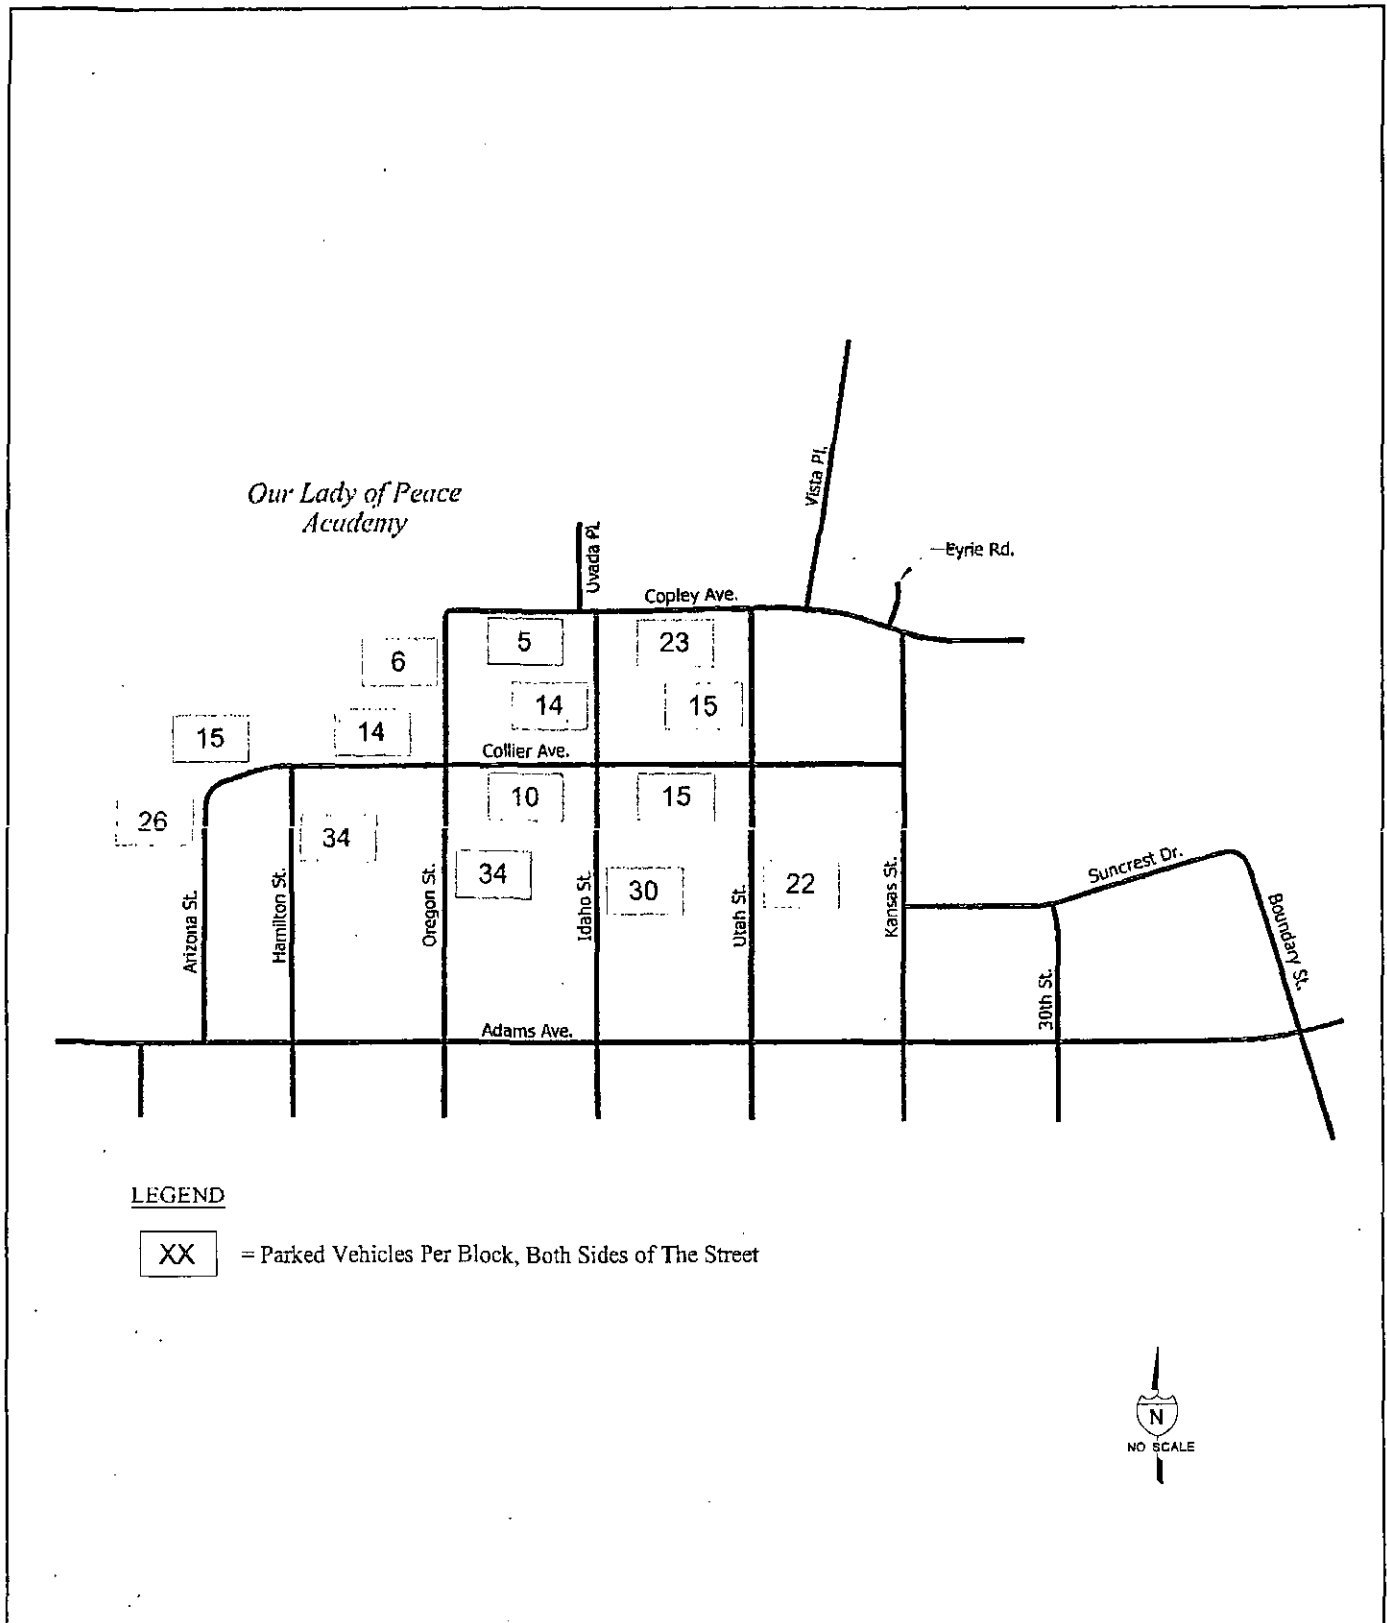 Our Lady of Peace
Academy
Vista Pl.
Uvada Pl.
Eyrie Rd.
Copley Ave.
5
23
6
14
15
15
14
Collier Ave.
10
15
26
34
34
30
22
Arizona St.
Hamilton St.
Oregon St.
Idaho St.
Utah St.
Kansas St.
Suncrest Dr.
Boundary St.
30th St.
Adams Ave.
LEGEND
XX = Parked Vehicles Per Block, Both Sides of The Street
N
NO SCALE